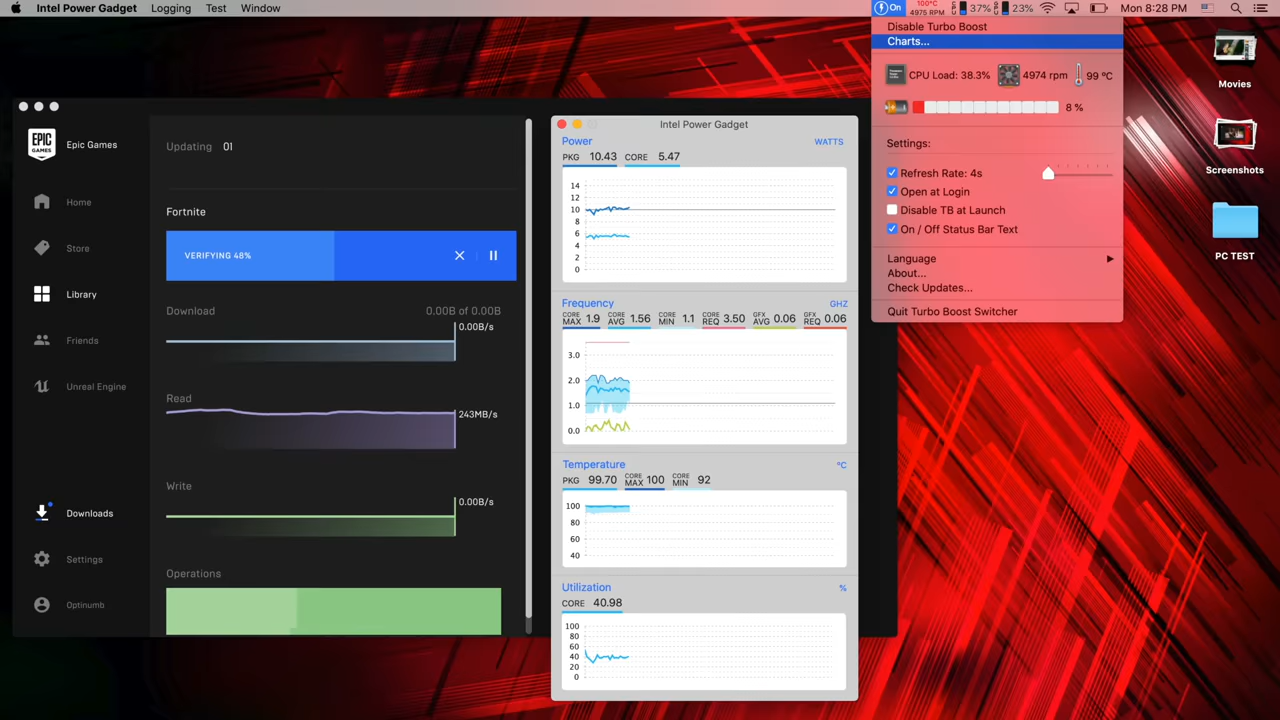 Intel Power Gadget Logging Test Window
On 100°C 4975 RPM 37% 23% Mon 8:28 PM
Disable Turbo Boost
Charts...
CPU Load: 38.3% 4974 rpm 99 ºC
8 %
Settings:
Refresh Rate: 4s
Open at Login
Disable TB at Launch
On / Off Status Bar Text
Language
About...
Check Updates...
Quit Turbo Boost Switcher
Movies
Screenshots
PC TEST
EPIC GAMES
Epic Games
Home
Store
Library
Friends
Unreal Engine
Downloads
Settings
Optinumb
Updating 01
Fortnite
VERIFYING 48%
Download 0.00B of 0.00B
0.00B/s
Read
243MB/s
Write
0.00B/s
Operations
Intel Power Gadget
Power WATTS
PKG 10.43 CORE 5.47
14
12
10
8
6
4
2
0
Frequency GHZ
CORE MAX 1.9 CORE AVG 1.56 CORE MIN 1.1 CORE REQ 3.50 GFX AVG 0.06 GFX REQ 0.06
3.0
2.0
1.0
0.0
Temperature °C
PKG 99.70 CORE MAX 100 CORE MIN 92
100
80
60
40
Utilization %
CORE 40.98
100
80
60
40
20
0